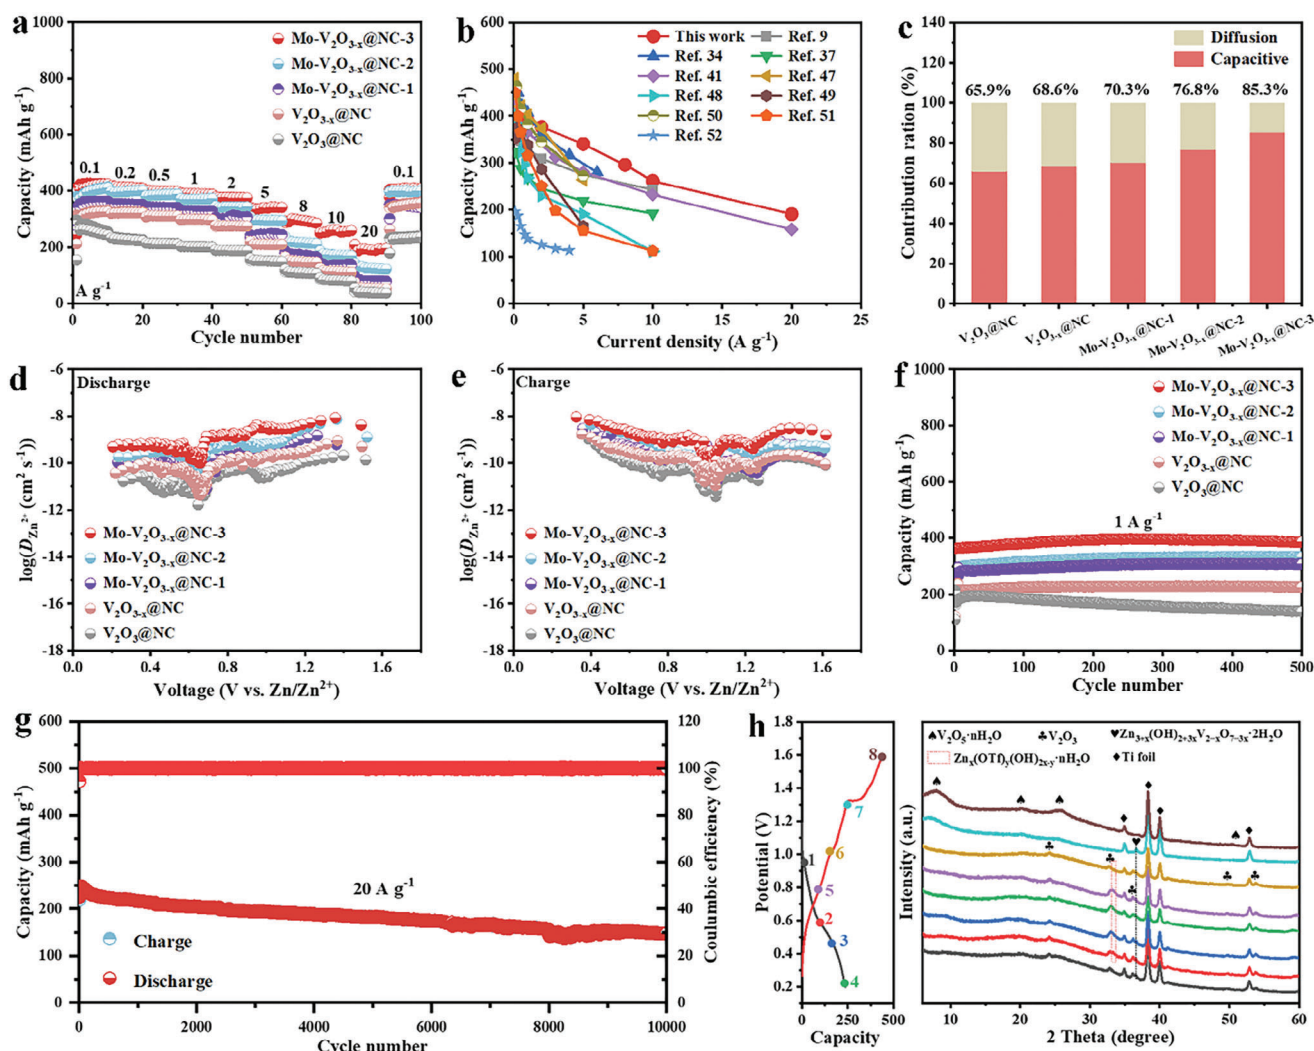 a
1000
800
600
400
200
0
Capacity (mAh g⁻¹)
Mo-V₂O₃₋ₓ@NC-3
Mo-V₂O₃₋ₓ@NC-2
Mo-V₂O₃₋ₓ@NC-1
V₂O₃₋ₓ@NC
V₂O₃@NC
0.1 0.2 0.5 1 2 5 8 10 20 0.1
A g⁻¹
0 20 40 60 80 100
Cycle number
b
600
500
400
300
200
100
0
Capacity (mAh g⁻¹)
This work Ref. 9
Ref. 34 Ref. 37
Ref. 41 Ref. 47
Ref. 48 Ref. 49
Ref. 50 Ref. 51
Ref. 52
0 5 10 15 20 25
Current density (A g⁻¹)
c
140
120
100
80
60
40
20
0
Contribution ration (%)
Diffusion
Capacitive
65.9% 68.6% 70.3% 76.8% 85.3%
V₂O₃@NC
V₂O₃₋ₓ@NC
Mo-V₂O₃₋ₓ@NC-1
Mo-V₂O₃₋ₓ@NC-2
Mo-V₂O₃₋ₓ@NC-3
d
Discharge
-6
-8
-10
-12
-14
-16
-18
log(D Zn²⁺ (cm² s⁻¹))
Mo-V₂O₃₋ₓ@NC-3
Mo-V₂O₃₋ₓ@NC-2
Mo-V₂O₃₋ₓ@NC-1
V₂O₃₋ₓ@NC
V₂O₃@NC
0.0 0.4 0.8 1.2 1.6
Voltage (V vs. Zn/Zn²⁺)
e
Charge
-6
-8
-10
-12
-14
-16
-18
log(D Zn²⁺ (cm² s⁻¹))
Mo-V₂O₃₋ₓ@NC-3
Mo-V₂O₃₋ₓ@NC-2
Mo-V₂O₃₋ₓ@NC-1
V₂O₃₋ₓ@NC
V₂O₃@NC
0.0 0.4 0.8 1.2 1.6
Voltage (V vs. Zn/Zn²⁺)
f
1000
800
600
400
200
0
Capacity (mAh g⁻¹)
Mo-V₂O₃₋ₓ@NC-3
Mo-V₂O₃₋ₓ@NC-2
Mo-V₂O₃₋ₓ@NC-1
V₂O₃₋ₓ@NC
V₂O₃@NC
1 A g⁻¹
0 100 200 300 400 500
Cycle number
g
600
500
400
300
200
100
0
Capacity (mAh g⁻¹)
20 A g⁻¹
Charge
Discharge
120
100
80
60
40
20
0
Coulumbic efficiency (%)
0 2000 4000 6000 8000 10000
Cycle number
h
1.8
1.6
1.4
1.2
1.0
0.8
0.6
0.4
0.2
Potential (V)
8
7
6
1
5
2
3
4
0 250 500
Capacity
♠V₂O₅·nH₂O ♣V₂O₃ ♥Zn₃₊ₓ(OH)₂₊₃ₓV₂₋ₓO₇₋₃ₓ·2H₂O
Znₓ(OTf)ᵧ(OH)₂ₓ₋ᵧ·nH₂O ♦Ti foil
Intensity (a.u.)
10 20 30 40 50 60
2 Theta (degree)